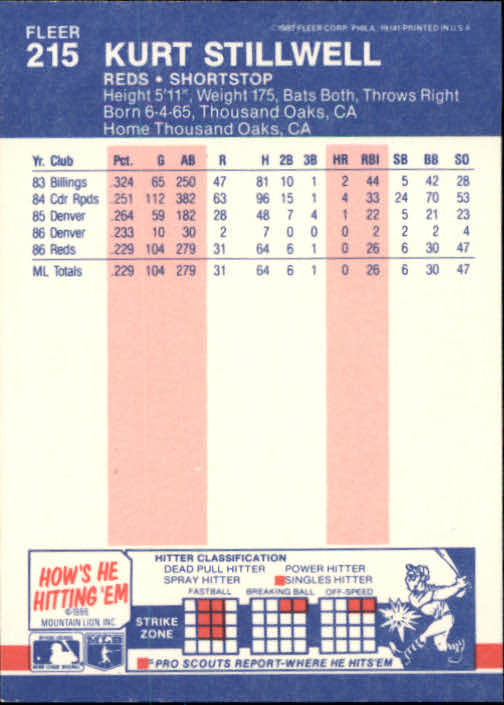 FLEER
215 KURT STILLWELL
©1987 FLEER CORP. PHILA. 19141-PRINTED IN U.S.A.
REDS • SHORTSTOP
Height 5'11", Weight 175, Bats Both, Throws Right
Born 6-4-65, Thousand Oaks, CA
Home Thousand Oaks, CA
Yr. Club Pct. G AB R H 2B 3B HR RBI SB BB SO
83 Billings .324 65 250 47 81 10 1 2 44 5 42 28
84 Cdr Rpds .251 112 382 63 96 15 1 4 33 24 70 53
85 Denver .264 59 182 28 48 7 4 1 22 5 21 23
86 Denver .233 10 30 2 7 0 0 0 2 2 2 4
86 Reds .229 104 279 31 64 6 1 0 26 6 30 47
ML Totals .229 104 279 31 64 6 1 0 26 6 30 47
HOW'S HE
HITTING 'EM
©1986
MOUNTAIN LION INC.
HITTER CLASSIFICATION
DEAD PULL HITTER POWER HITTER
SPRAY HITTER SINGLES HITTER
FASTBALL BREAKING BALL OFF-SPEED
STRIKE
ZONE
PRO SCOUTS REPORT-WHERE HE HITS'EM
MLB